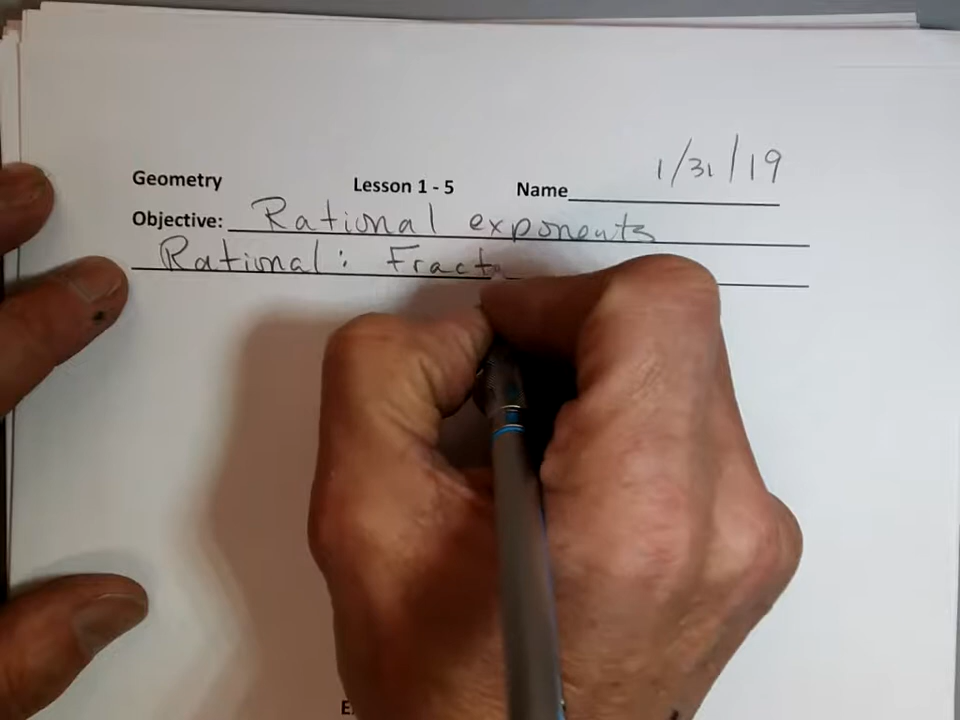 1/31/19
Geometry Lesson 1 - 5 Name
Objective: Rational exponents
Rational: Fract